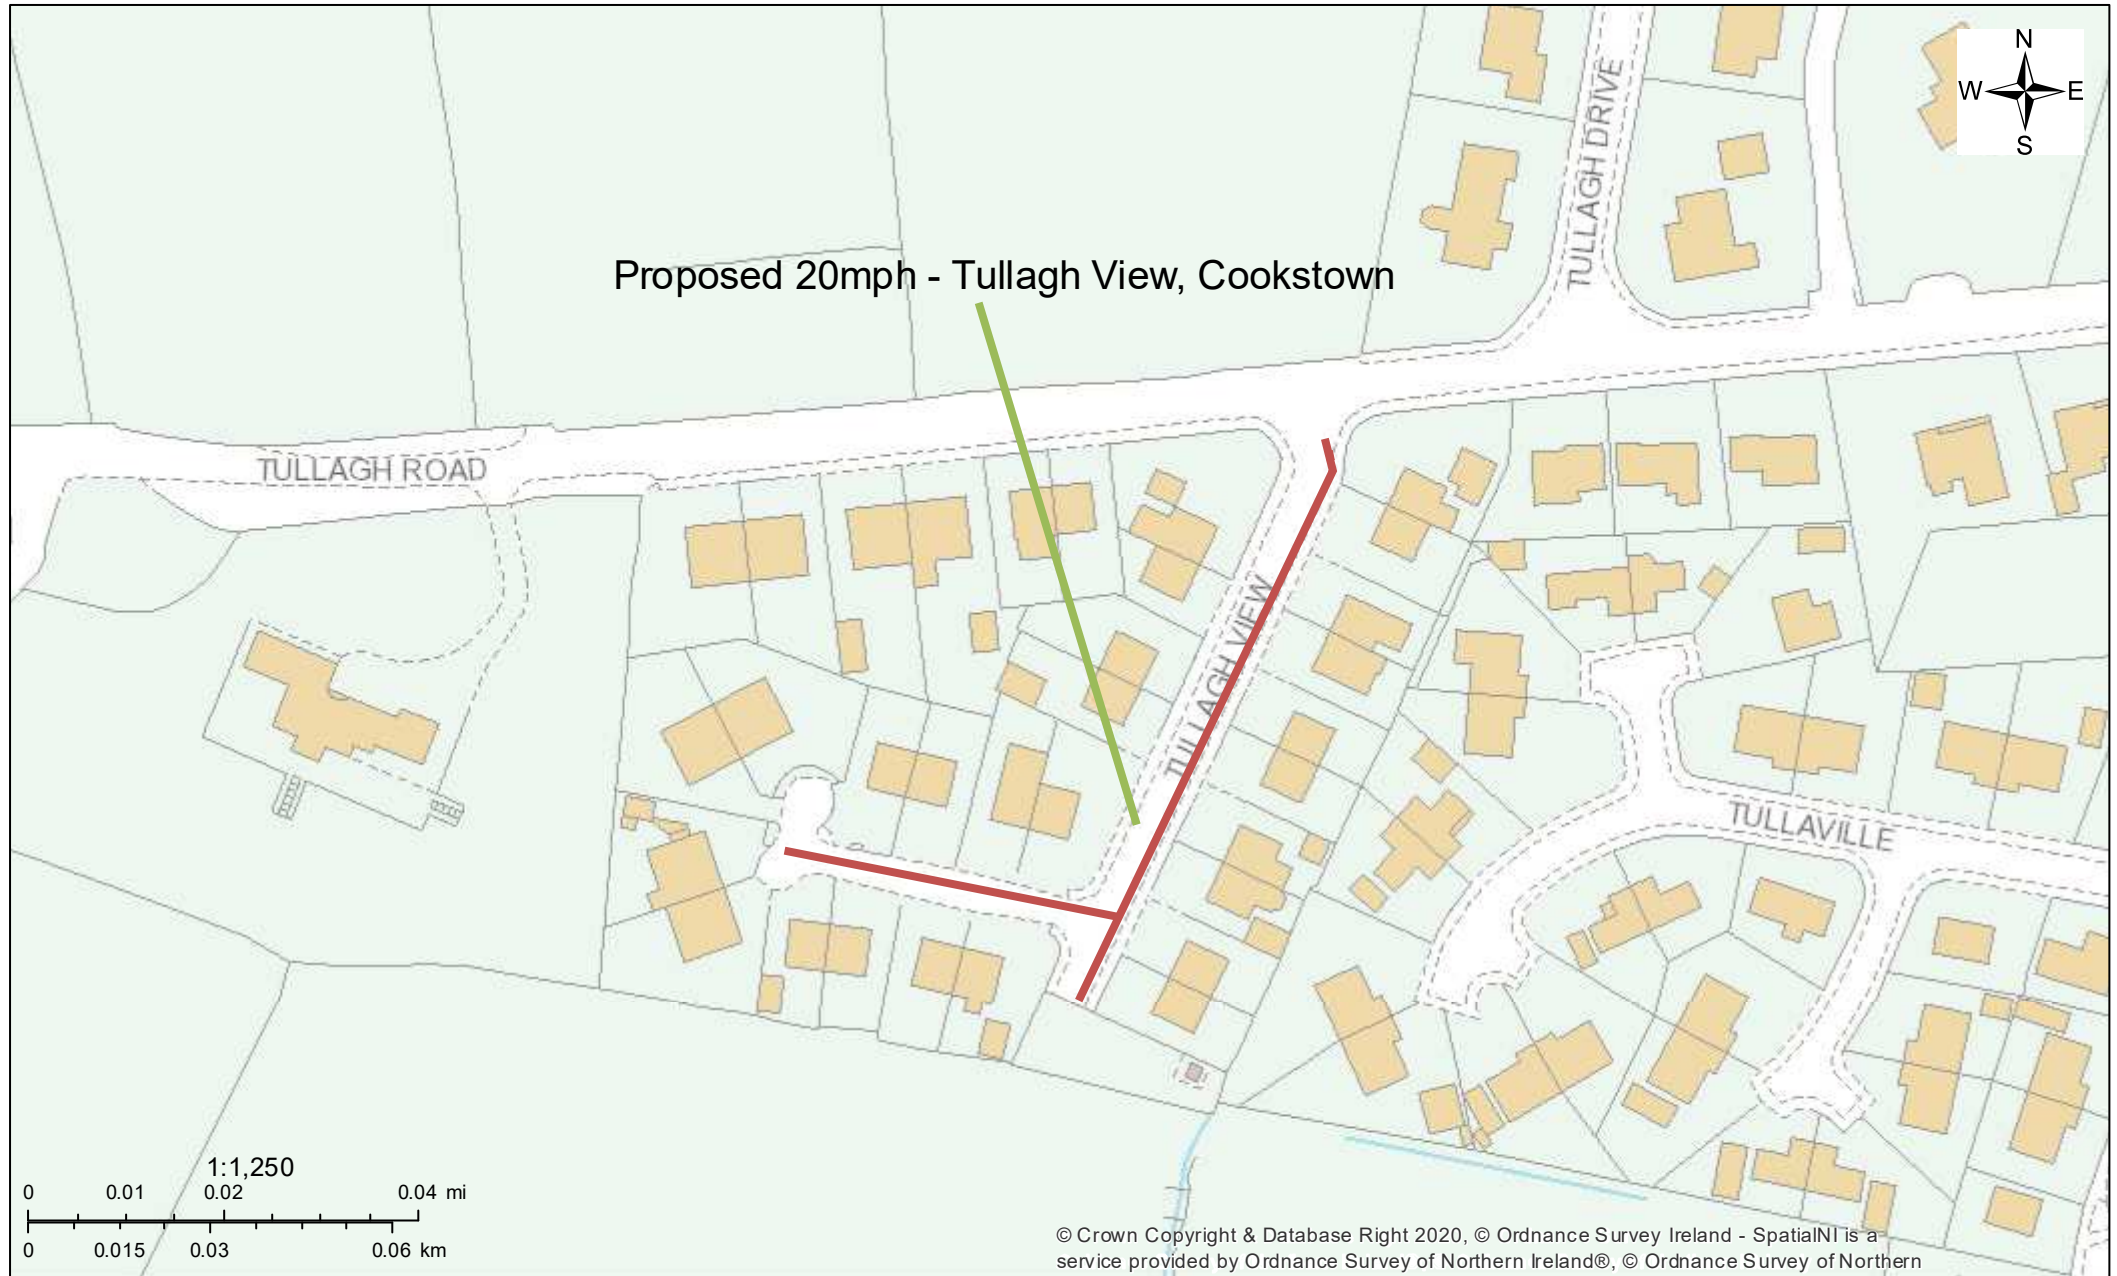 N
W E
S
TULLAGH DRIVE
Proposed 20mph - Tullagh View, Cookstown
TULLAGH ROAD
TULLAGH VIEW
TULLAVILLE
1:1,250
0 0.01 0.02 0.04 mi
0 0.015 0.03 0.06 km
© Crown Copyright & Database Right 2020, © Ordnance Survey Ireland - SpatialNI is a
service provided by Ordnance Survey of Northern Ireland®, © Ordnance Survey of Northern